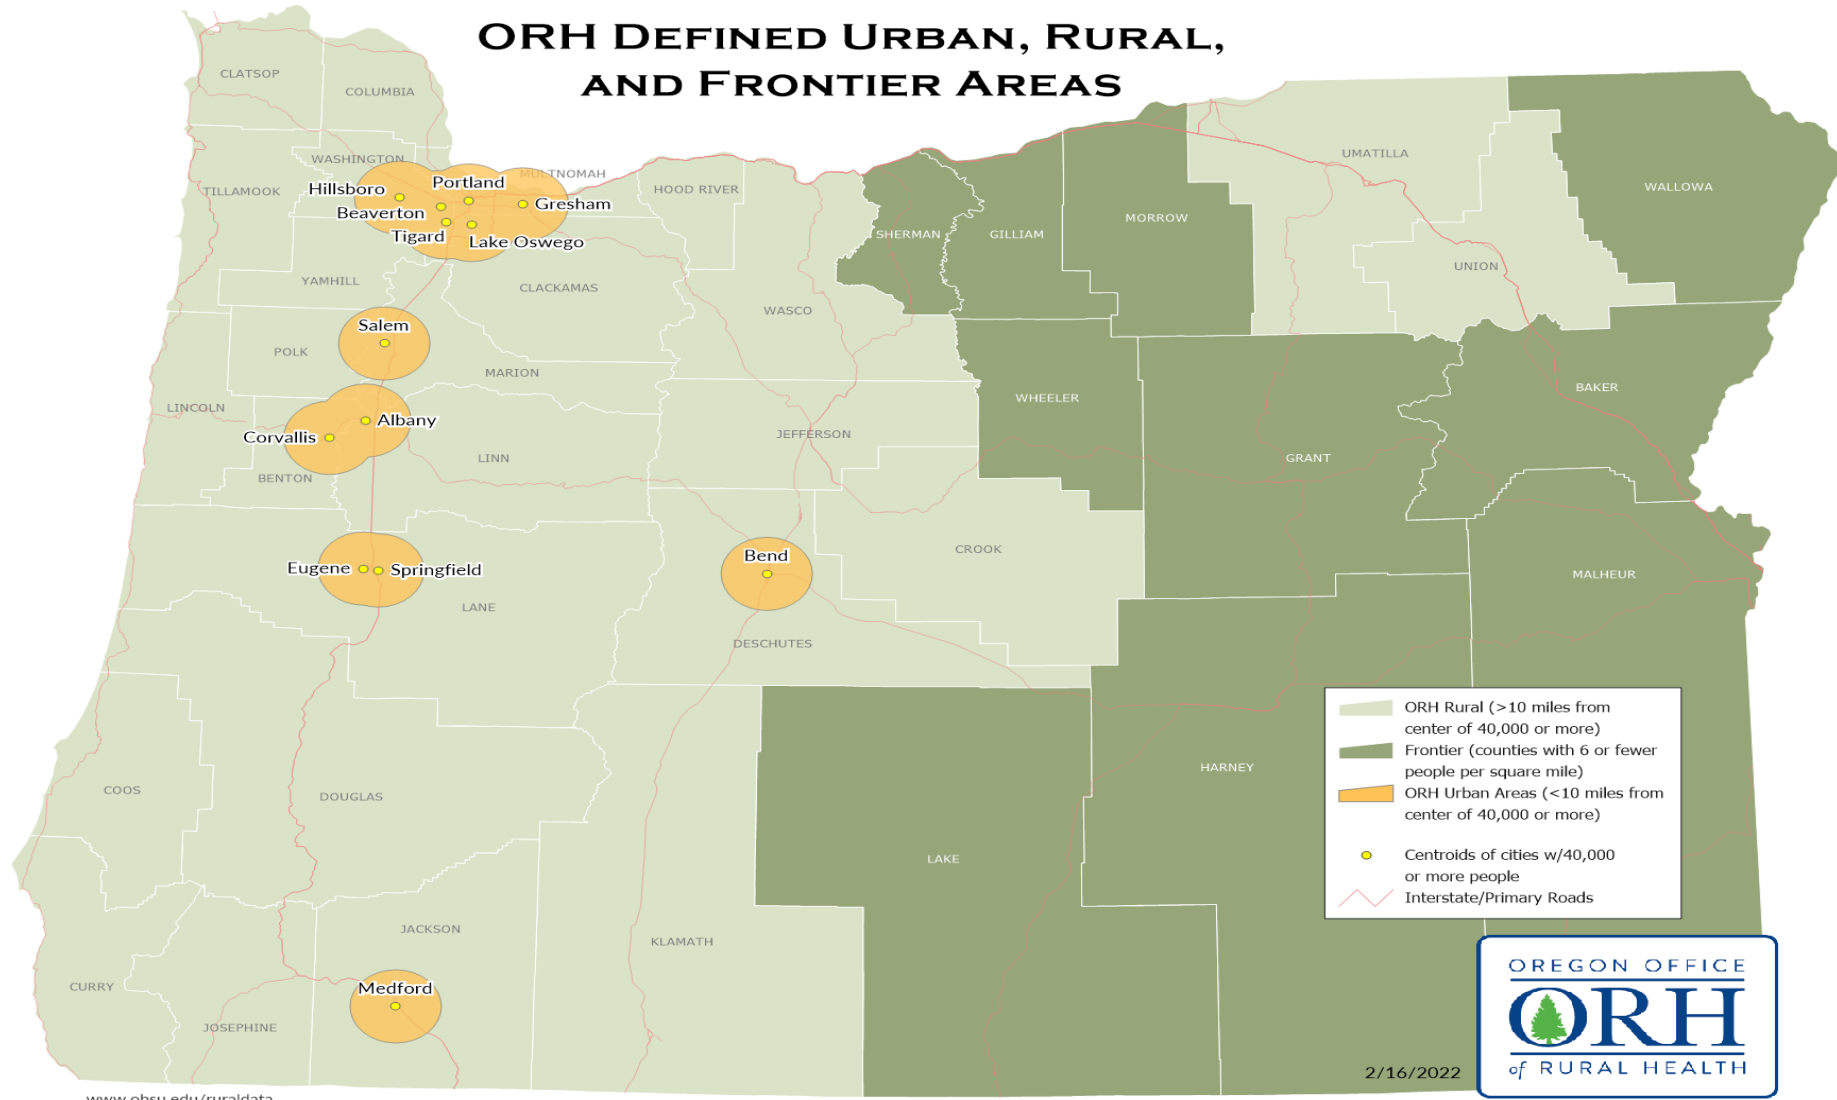 ORH DEFINED URBAN, RURAL,
AND FRONTIER AREAS
CLATSOP
COLUMBIA
WASHINGTON
MULTNOMAH
TILLAMOOK
Hillsboro
Portland
Beaverton
Gresham
Tigard
Lake Oswego
HOOD RIVER
UMATILLA
WALLOWA
MORROW
SHERMAN
GILLIAM
UNION
YAMHILL
CLACKAMAS
WASCO
Salem
POLK
MARION
BAKER
WHEELER
LINCOLN
Albany
Corvallis
JEFFERSON
LINN
GRANT
BENTON
CROOK
Bend
Eugene
Springfield
MALHEUR
LANE
DESCHUTES
ORH Rural (>10 miles from
center of 40,000 or more)
Frontier (counties with 6 or fewer
people per square mile)
ORH Urban Areas (<10 miles from
center of 40,000 or more)
Centroids of cities w/40,000
or more people
Interstate/Primary Roads
HARNEY
COOS
DOUGLAS
LAKE
JACKSON
KLAMATH
CURRY
Medford
JOSEPHINE
OREGON OFFICE
ORH
of RURAL HEALTH
2/16/2022
www.ohsu.edu/ruraldata